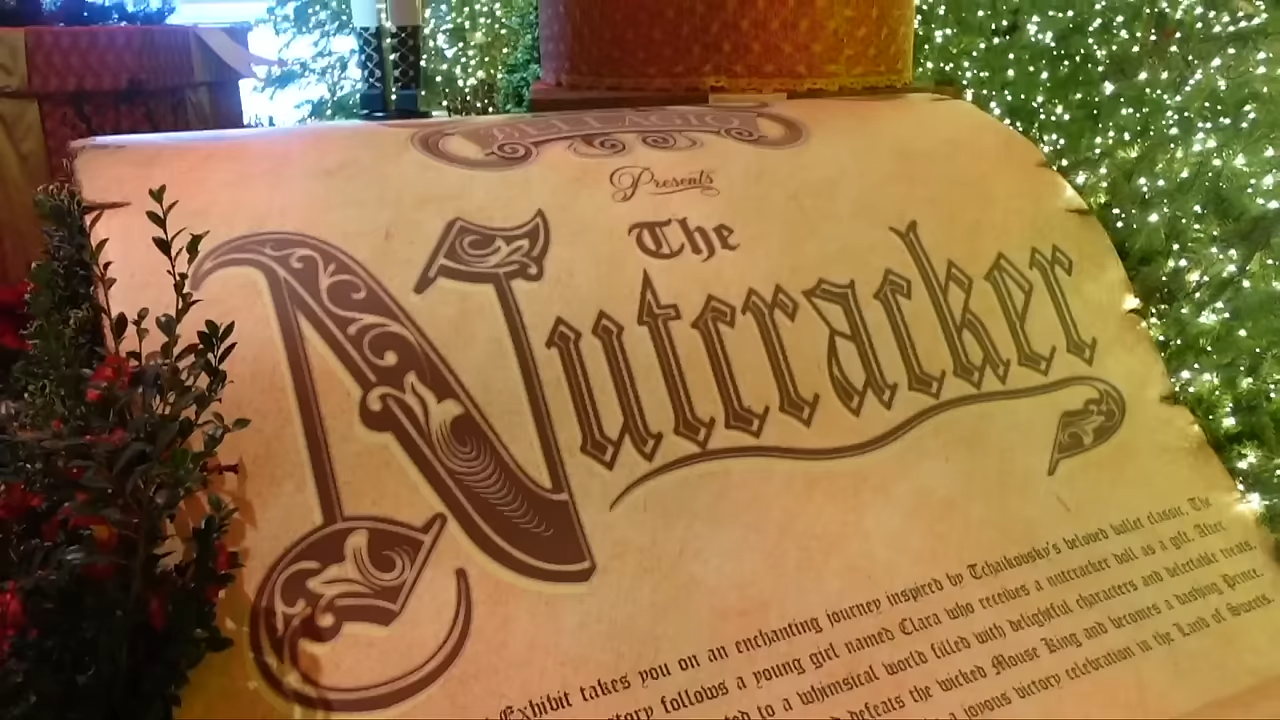 BELLAGIO
Presents
The
Nutcracker
Exhibit takes you on an enchanting journey inspired by Tchaikovsky's beloved ballet classic, The
story follows a young girl named Clara who receives a nutcracker doll as a gift. After
to a whimsical world filled with delightful characters and delectable treats,
defeats the wicked Mouse King and becomes a dashing Prince.
a joyous victory celebration in the Land of Sweets.